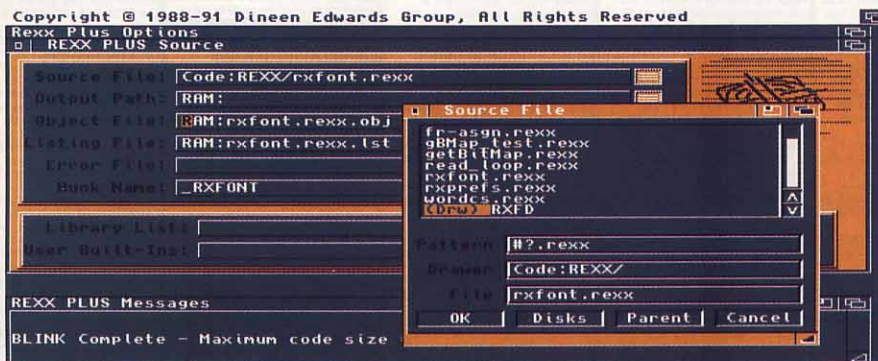 Copyright © 1988-91 Dineen Edwards Group, All Rights Reserved
Rexx Plus Options
REXX PLUS Source
Source File: Code:REXX/rxfont.rexx
Output Path: RAM:
Object File: RAM:rxfont.rexx.obj
Listing File: RAM:rxfont.rexx.lst
Error File:
Hunk Name: _RXFONT
Library List:
User Built-Ins:
Source File
fr-asgn.rexx
gBMap_test.rexx
getBitMap.rexx
read_loop.rexx
rxfont.rexx
rxprefs.rexx
wordcs.rexx
(Drw) RXFD
Pattern #?.rexx
Drawer Code:REXX/
File rxfont.rexx
OK Disks Parent Cancel
REXX PLUS Messages
BLINK Complete - Maximum code size